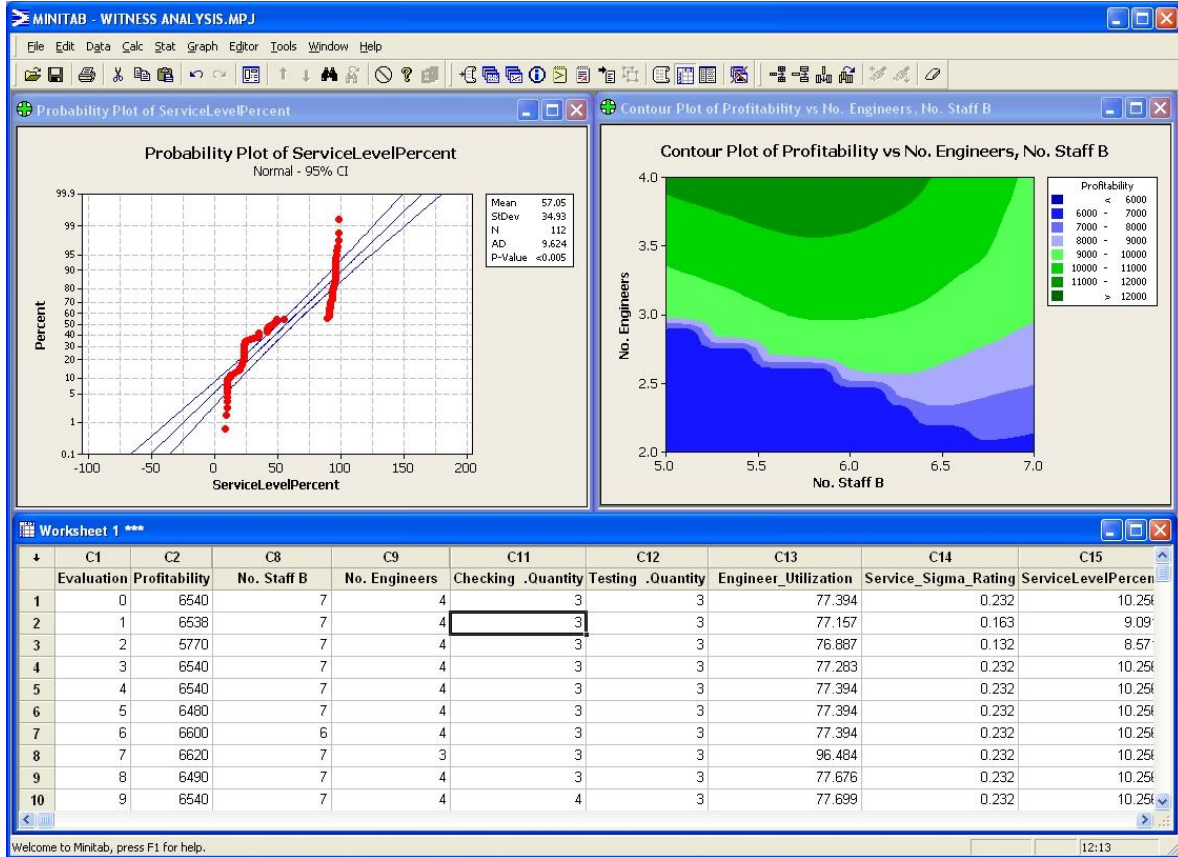 MINITAB - WITNESS ANALYSIS.MPJ
File Edit Data Calc Stat Graph Editor Tools Window Help
Probability Plot of ServiceLevelPercent
Probability Plot of ServiceLevelPercent
Normal - 95% CI
99.9
99
95
90
80
70
60
50
40
30
20
10
5
1
0.1
Percent
-100 -50 0 50 100 150 200
ServiceLevelPercent
Mean 57.05
StDev 34.93
N 112
AD 9.624
P-Value <0.005
Contour Plot of Profitability vs No. Engineers, No. Staff B
Contour Plot of Profitability vs No. Engineers, No. Staff B
4.0
3.5
3.0
2.5
2.0
No. Engineers
5.0 5.5 6.0 6.5 7.0
No. Staff B
Profitability
< 6000
6000 - 7000
7000 - 8000
8000 - 9000
9000 - 10000
10000 - 11000
11000 - 12000
> 12000
Worksheet 1 ***
C1 C2 C8 C9 C11 C12 C13 C14 C15
Evaluation Profitability No. Staff B No. Engineers Checking .Quantity Testing .Quantity Engineer_Utilization Service_Sigma_Rating ServiceLevelPercen
1 0 6540 7 4 3 3 77.394 0.232 10.256
2 1 6538 7 4 3 3 77.157 0.163 9.09
3 2 5770 7 4 3 3 76.887 0.132 8.57
4 3 6540 7 4 3 3 77.283 0.232 10.256
5 4 6540 7 4 3 3 77.394 0.232 10.256
6 5 6480 7 4 3 3 77.394 0.232 10.256
7 6 6600 6 4 3 3 77.394 0.232 10.256
8 7 6620 7 3 3 3 96.484 0.232 10.256
9 8 6490 7 4 3 3 77.676 0.232 10.256
10 9 6540 7 4 4 3 77.699 0.232 10.256
Welcome to Minitab, press F1 for help.
12:13